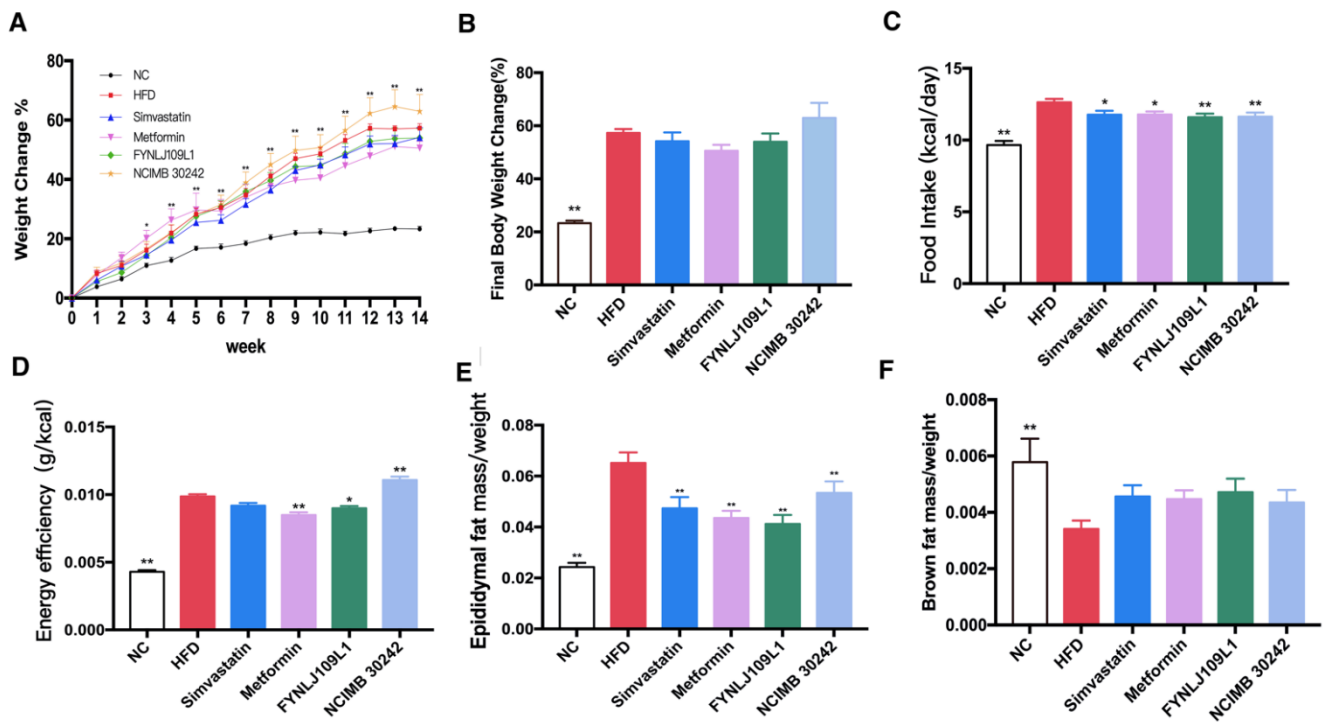 A
Weight Change %
80
60
40
20
0
NC
HFD
Simvastatin
Metformin
FYNLJ109L1
NCIMB 30242
* ** ** ** ** ** ** ** ** ** ** **
0 1 2 3 4 5 6 7 8 9 10 11 12 13 14
week
B
Final Body Weight Change(%)
80
60
40
20
0
**
NC
HFD
Simvastatin
Metformin
FYNLJ109L1
NCIMB 30242
C
Food Intake (kcal/day)
15
10
5
0
** * * ** **
NC
HFD
Simvastatin
Metformin
FYNLJ109L1
NCIMB 30242
D
Energy efficiency (g/kcal)
0.015
0.010
0.005
0.000
** ** * **
NC
HFD
Simvastatin
Metformin
FYNLJ109L1
NCIMB 30242
E
Epididymal fat mass/weight
0.08
0.06
0.04
0.02
0.00
** ** ** ** **
NC
HFD
Simvastatin
Metformin
FYNLJ109L1
NCIMB 30242
F
Brown fat mass/weight
0.008
0.006
0.004
0.002
0.000
**
NC
HFD
Simvastatin
Metformin
FYNLJ109L1
NCIMB 30242